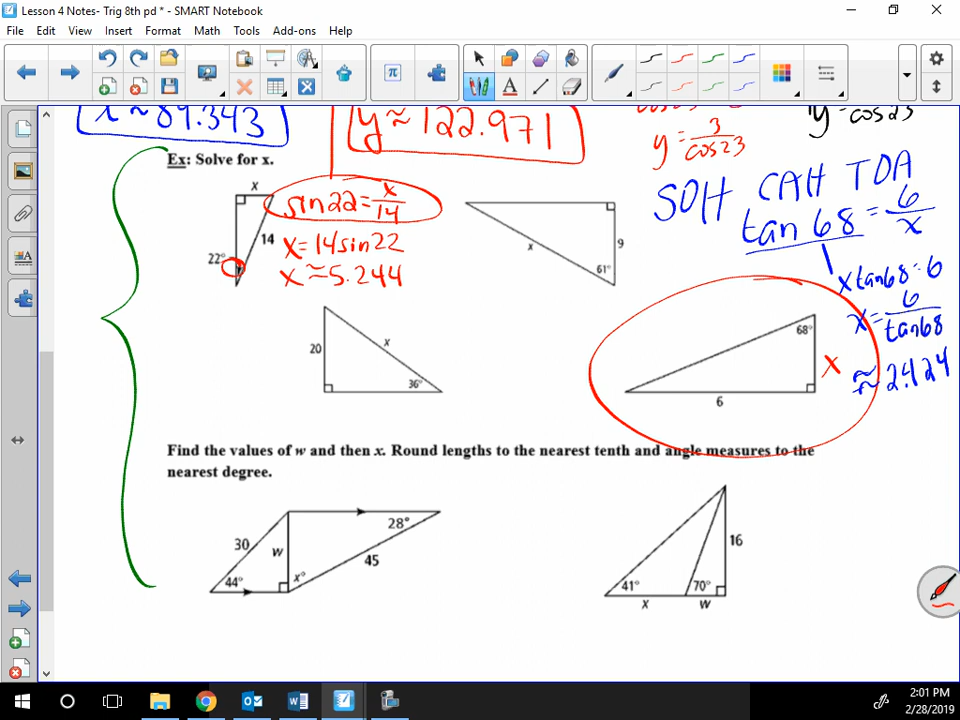 Lesson 4 Notes- Trig 8th pd * - SMART Notebook
File Edit View Insert Format Math Tools Add-ons Help
x ≈ 89.343
y ≈ 122.971
y = 3/cos23
y = cos23
Ex: Solve for x.
SOH CAH TOA
x
14
22°
sin22 = x/14
x = 14sin22
x ≈ 5.244
x
9
61°
tan 68 = 6/x
x tan68 = 6
x = 6/tan68
≈ 2.424
20
x
36°
68°
x
6
Find the values of w and then x. Round lengths to the nearest tenth and angle measures to the
nearest degree.
30
w
28°
45
44°
x°
16
41°
70°
x
w
2:01 PM
2/28/2019